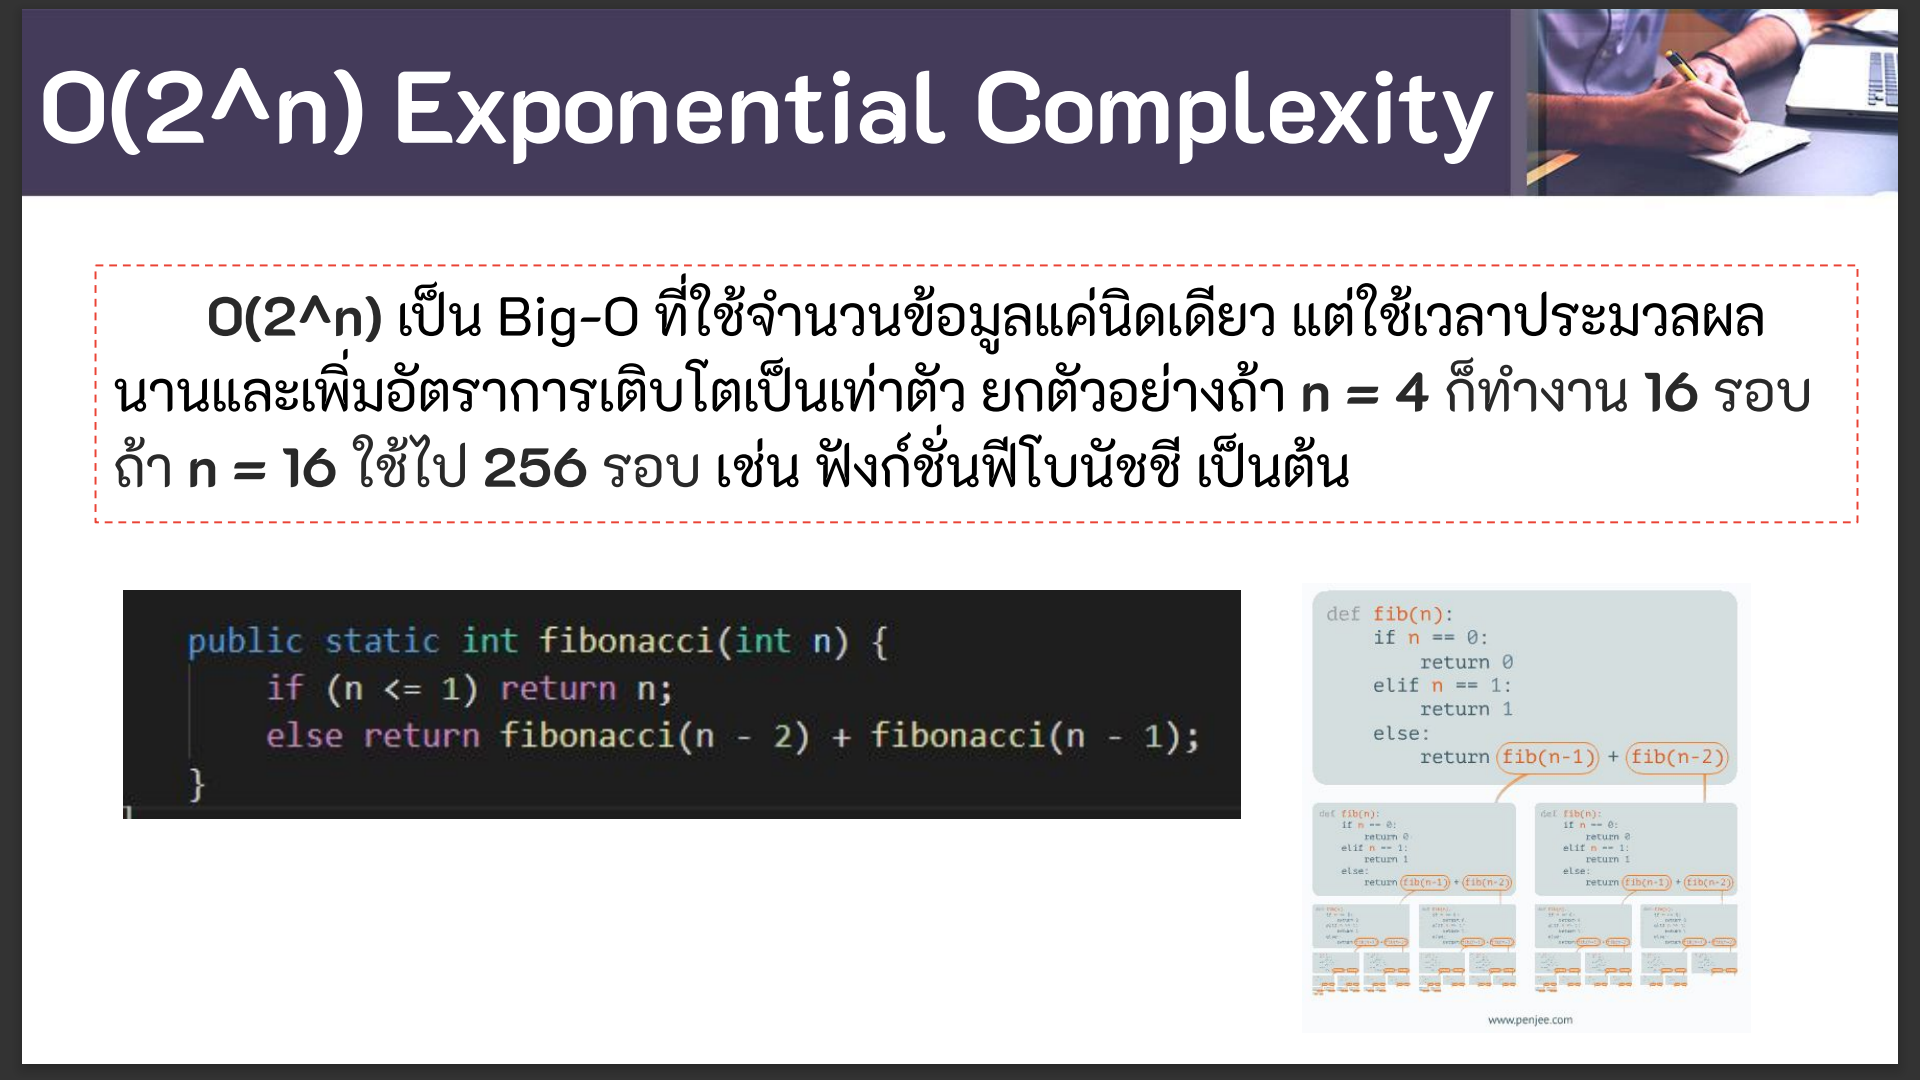 O(2^n) Exponential Complexity
O(2^n) เป็น Big-O ที่ใช้จำนวนข้อมูลแค่นิดเดียว แต่ใช้เวลาประมวลผล
นานและเพิ่มอัตราการเติบโตเป็นเท่าตัว ยกตัวอย่างถ้า n = 4 ก็ทำงาน 16 รอบ
ถ้า n = 16 ใช้ไป 256 รอบ เช่น ฟังก์ชั่นฟีโบนัชชี เป็นต้น
public static int fibonacci(int n) {
if (n <= 1) return n;
else return fibonacci(n - 2) + fibonacci(n - 1);
}
def fib(n):
if n == 0:
return 0
elif n == 1:
return 1
else:
return fib(n-1) + fib(n-2)
def fib(n):
if n == 0:
return 0
elif n == 1:
return 1
else:
return fib(n-1) + fib(n-2)
def fib(n):
if n == 0:
return 0
elif n == 1:
return 1
else:
return fib(n-1) + fib(n-2)
www.penjee.com